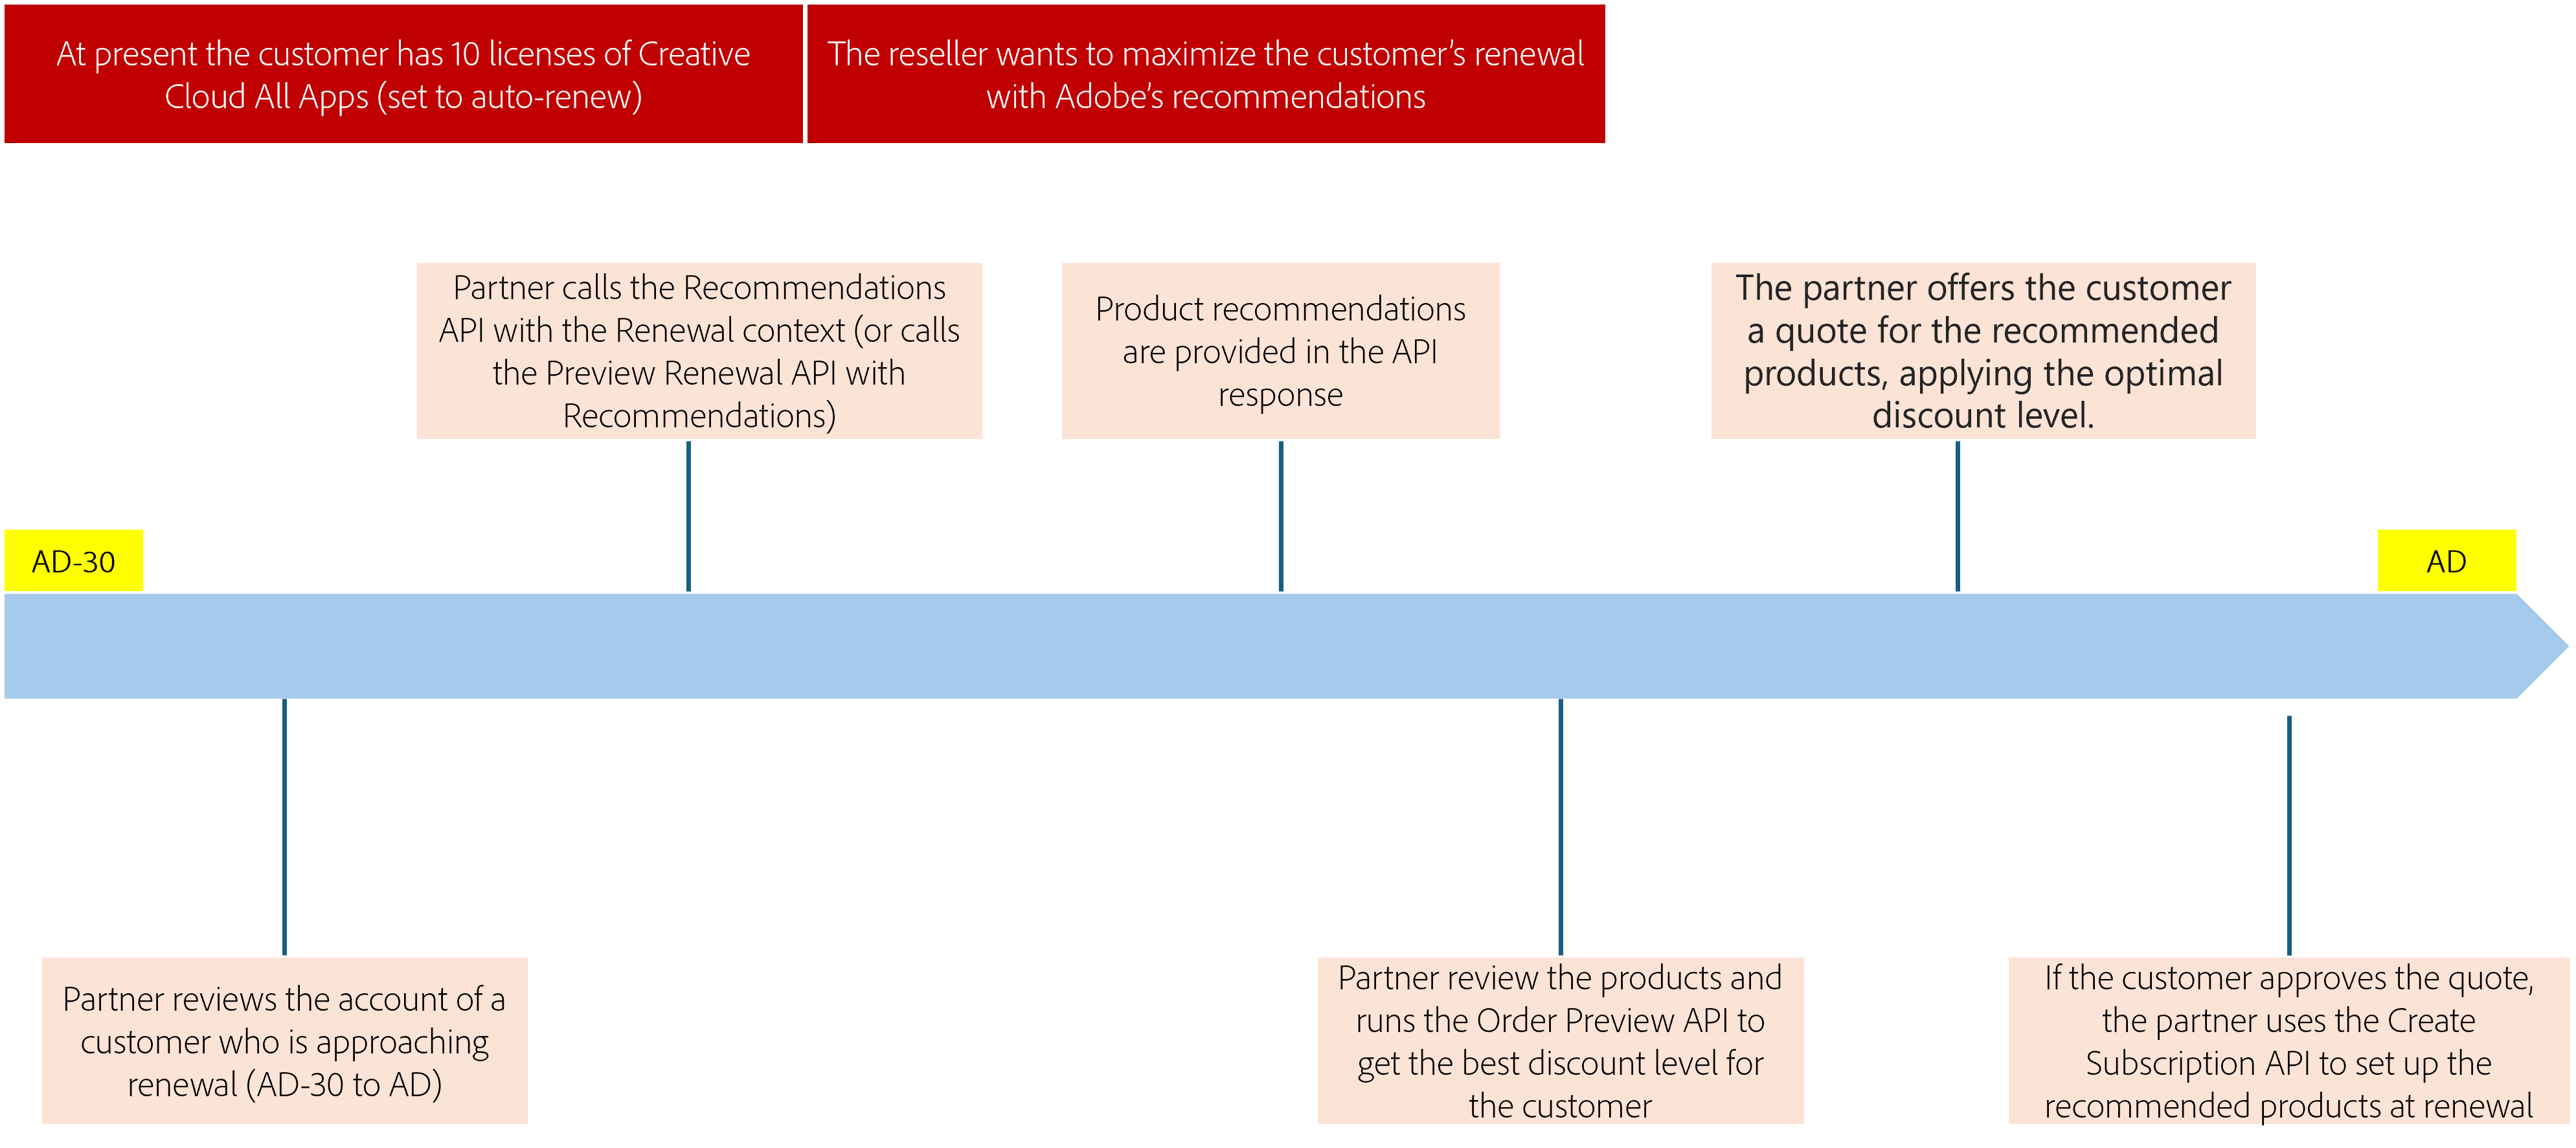 At present the customer has 10 licenses of Creative
Cloud All Apps (set to auto-renew)
The reseller wants to maximize the customer’s renewal
with Adobe’s recommendations
Partner calls the Recommendations
API with the Renewal context (or calls
the Preview Renewal API with
Recommendations)
Product recommendations
are provided in the API
response
The partner offers the customer
a quote for the recommended
products, applying the optimal
discount level.
AD-30
AD
Partner reviews the account of a
customer who is approaching
renewal (AD-30 to AD)
Partner review the products and
runs the Order Preview API to
get the best discount level for
the customer
If the customer approves the quote,
the partner uses the Create
Subscription API to set up the
recommended products at renewal